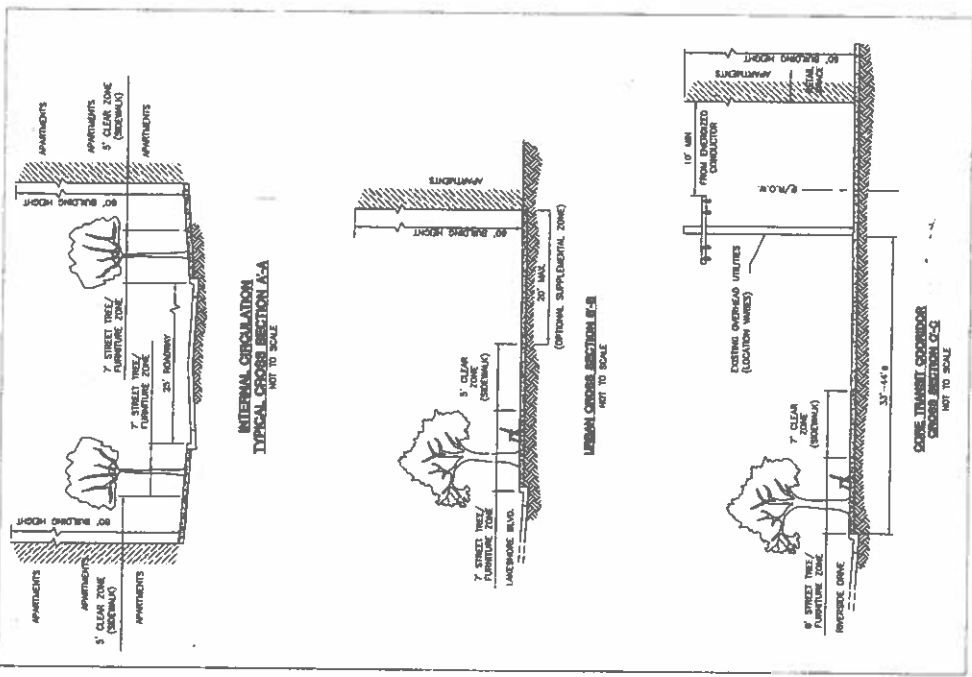 APARTMENTS
APARTMENTS
5' CLEAR ZONE
(SIDEWALK)
APARTMENTS
60' BUILDING HEIGHT
7' STREET TREE/
FURNITURE ZONE
7' STREET TREE/
FURNITURE ZONE
25' ROADWAY
60' BUILDING HEIGHT
APARTMENTS
APARTMENTS
5' CLEAR ZONE
(SIDEWALK)
APARTMENTS
INTERNAL CIRCULATION
TYPICAL CROSS SECTION A'-A
NOT TO SCALE
APARTMENTS
60' BUILDING HEIGHT
20' MAX.
(OPTIONAL SUPPLEMENTAL ZONE)
5' CLEAR
(SIDEWALK)
7' STREET TREE/
FURNITURE ZONE
LAKESHORE BLVD.
URBAN CROSS SECTION B'-B
NOT TO SCALE
60' BUILDING HEIGHT
APARTMENTS
RETAIL
SPACE
10' MIN
FROM ENERGIZED
CONDUCTOR
E/R.O.W.
EXISTING OVERHEAD UTILITIES
(LOCATION VARIES)
7' CLEAR
ZONE
(SIDEWALK)
8' STREET TREE/
FURNITURE ZONE
RIVERSIDE DRIVE
CORE TRANSIT COORIDOR
CROSS SECTION C'-C
NOT TO SCALE